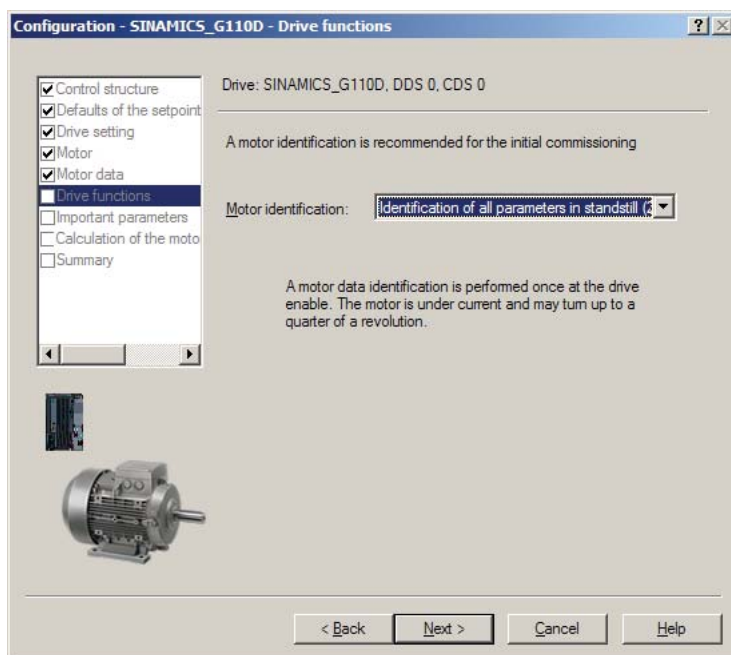 Configuration - SINAMICS_G110D - Drive functions
Control structure
Defaults of the setpoint
Drive setting
Motor
Motor data
Drive functions
Important parameters
Calculation of the moto
Summary
Drive: SINAMICS_G110D, DDS 0, CDS 0
A motor identification is recommended for the initial commissioning
Motor identification:
Identification of all parameters in standstill (2
A motor data identification is performed once at the drive
enable. The motor is under current and may turn up to a
quarter of a revolution.
< Back
Next >
Cancel
Help